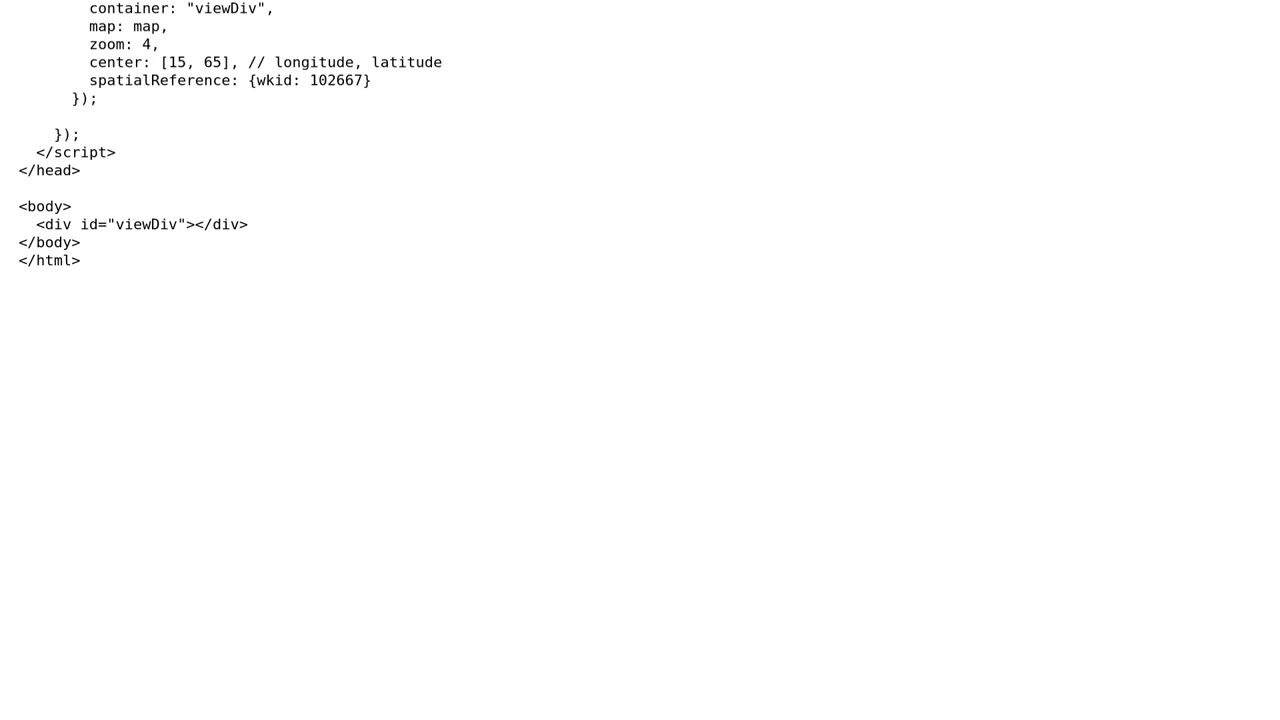 container: "viewDiv",
map: map,
zoom: 4,
center: [15, 65], // longitude, latitude
spatialReference: {wkid: 102667}
});
});
</script>
</head>
<body>
<div id="viewDiv"></div>
</body>
</html>